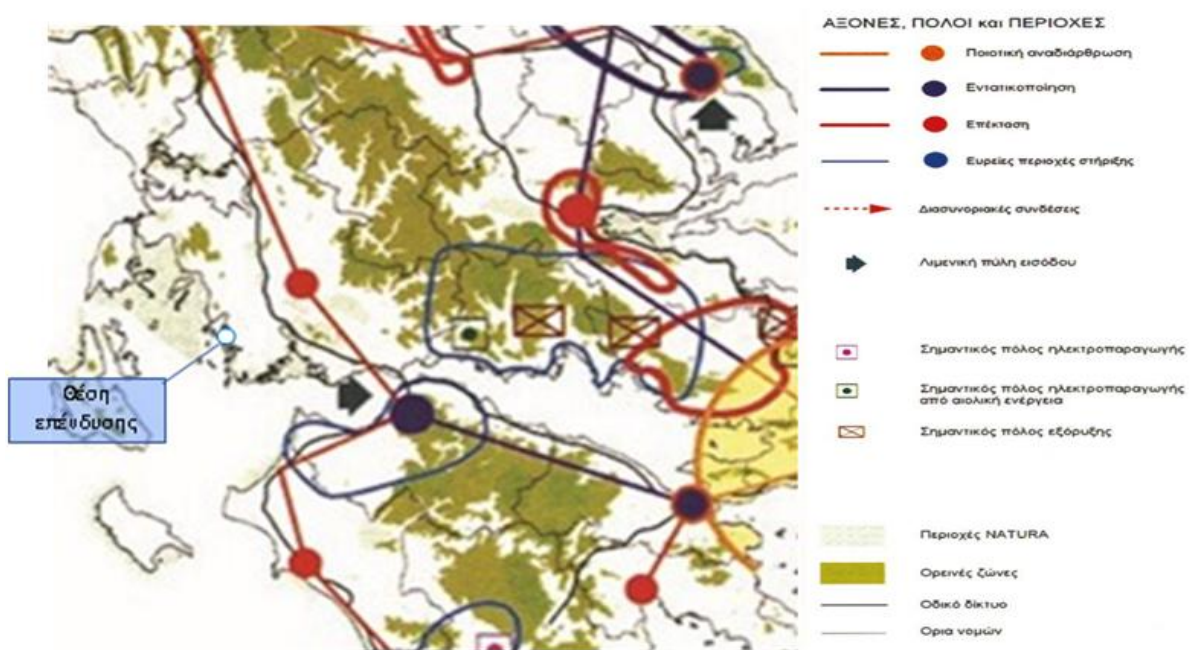 ΑΞΟΝΕΣ, ΠΟΛΟΙ και ΠΕΡΙΟΧΕΣ
Ποιοτική αναδιάρθρωση
Εντατικοποίηση
Επέκταση
Ευρείες περιοχές στήριξης
Διασυνοριακές συνδέσεις
Λιμενική πύλη εισόδου
Σημαντικός πόλος ηλεκτροπαραγωγής
Σημαντικός πόλος ηλεκτροπαραγωγής
από αιολική ενέργεια
Σημαντικός πόλος εξόρυξης
Περιοχές NATURA
Ορεινές ζώνες
Οδικό δίκτυο
Ορια νομών
Θέση
επένδυσης